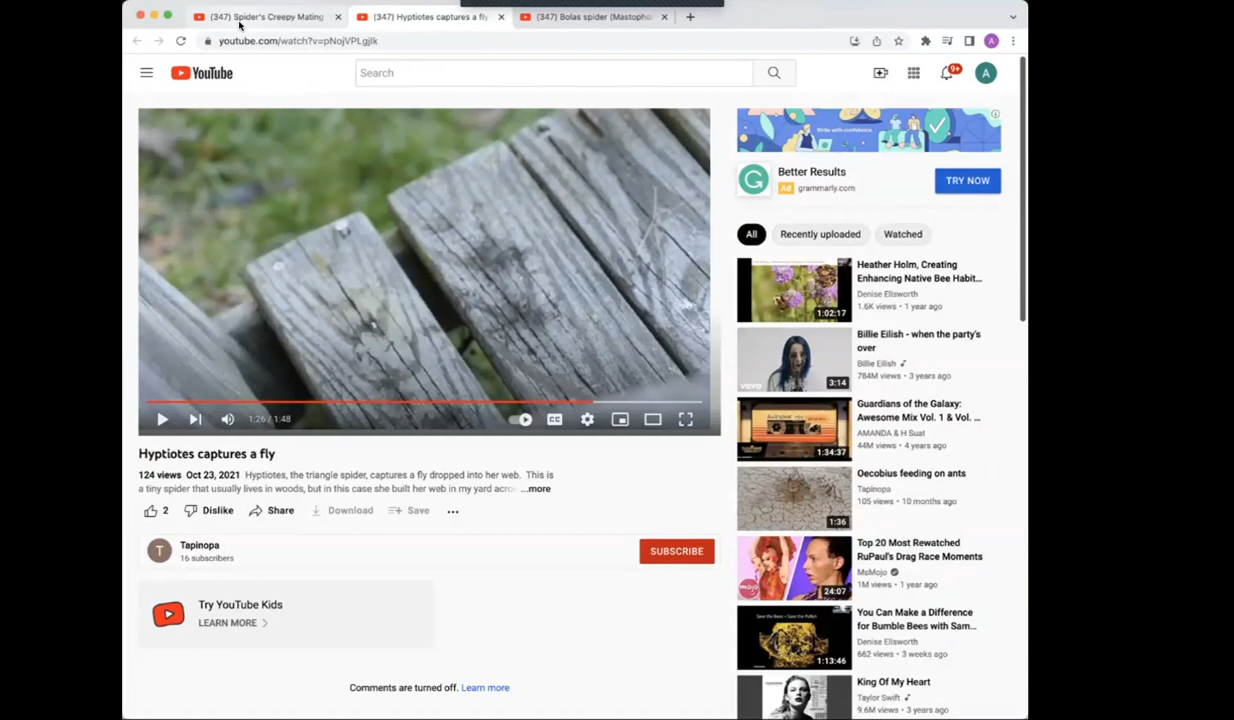 (347) Spider's Creepy Mating
(347) Hyptiotes captures a fly
(347) Bolas spider (Mastopho
youtube.com/watch?v=pNojVPLgjIk
A
YouTube
Search
9+
A
Write with confidence
Better Results
Ad grammarly.com
TRY NOW
All Recently uploaded Watched
Heather Holm, Creating
Enhancing Native Bee Habit...
Denise Ellsworth
1.6K views • 1 year ago
1:02:17
Billie Eilish - when the party's
over
Billie Eilish
784M views • 3 years ago
vevo
3:14
Guardians of the Galaxy:
Awesome Mix Vol. 1 & Vol. ...
AMANDA & H Suat
44M views • 4 years ago
1:34:37
Oecobius feeding on ants
Tapinopa
105 views • 10 months ago
1:36
Top 20 Most Rewatched
RuPaul's Drag Race Moments
MsMojo
1M views • 1 year ago
mojo
24:07
You Can Make a Difference
for Bumble Bees with Sam...
Denise Ellsworth
662 views • 3 weeks ago
1:13:46
King Of My Heart
Taylor Swift
9.6M views • 3 years ago
1:26 / 1:48
CC
Hyptiotes captures a fly
124 views Oct 23, 2021 Hyptiotes, the triangle spider, captures a fly dropped into her web. This is
a tiny spider that usually lives in woods, but in this case she built her web in my yard acro ...more
2 Dislike Share Download Save
T
Tapinopa
16 subscribers
SUBSCRIBE
Try YouTube Kids
LEARN MORE
Comments are turned off. Learn more